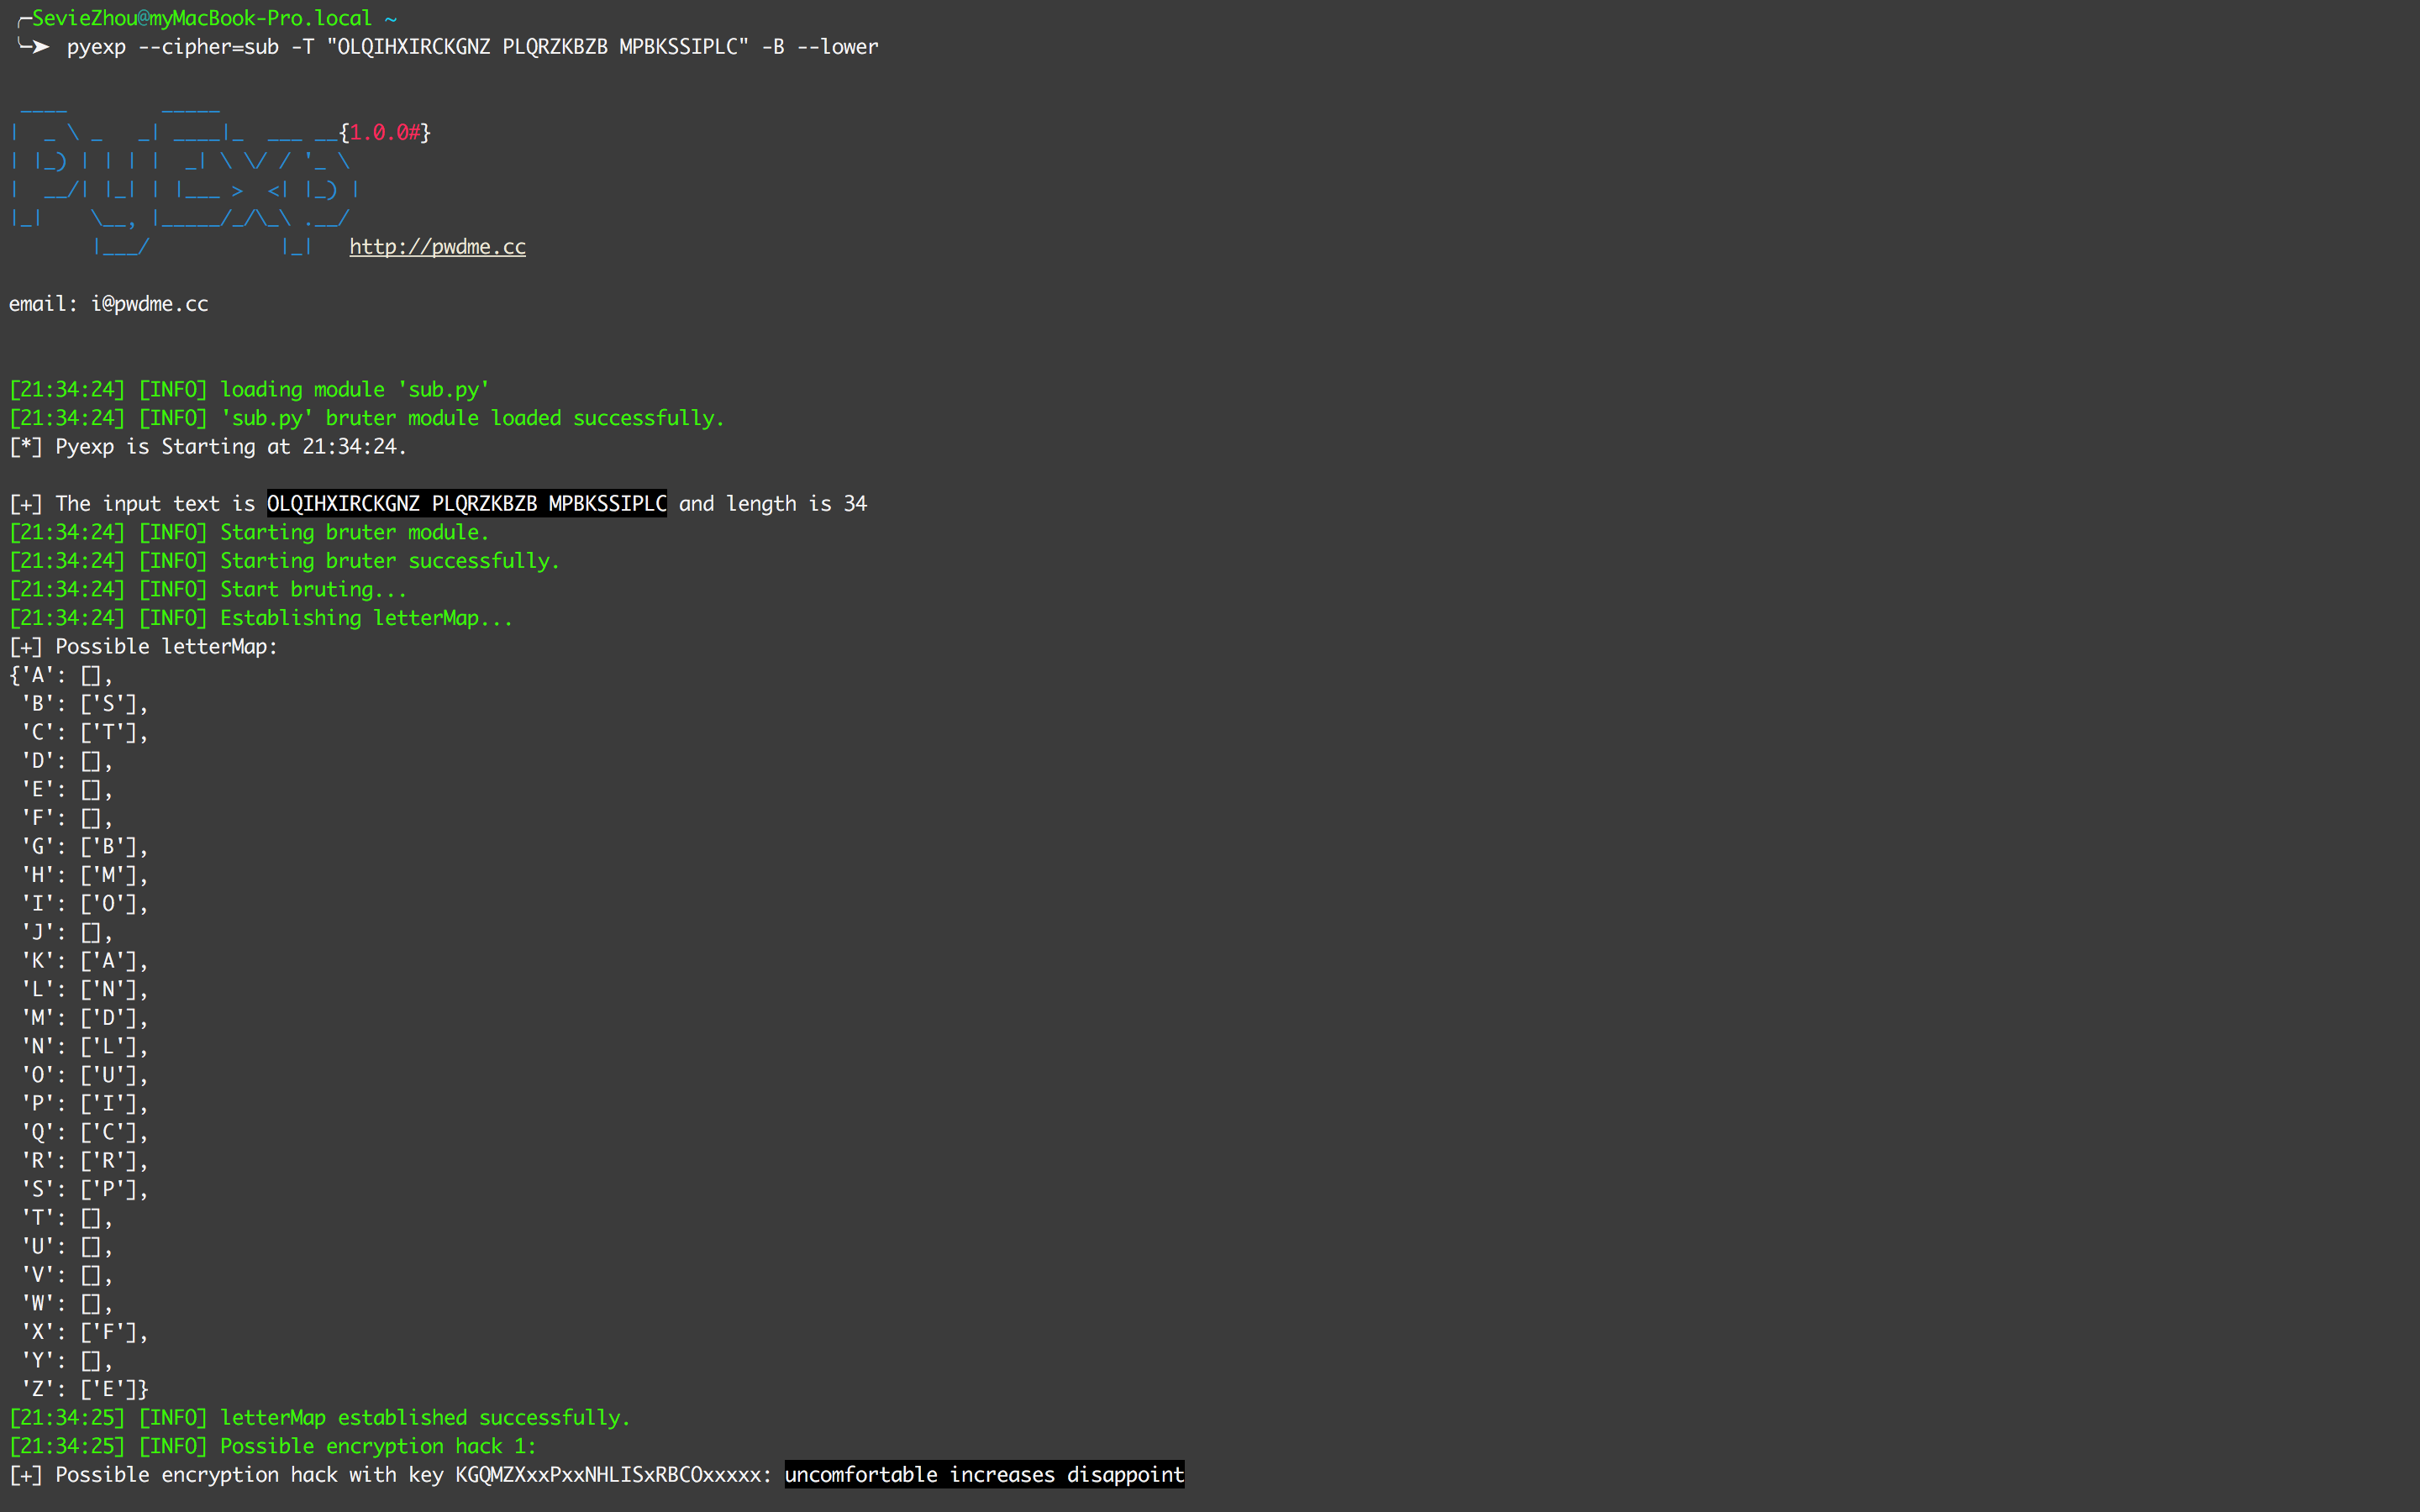 ╭─SevieZhou@myMacBook-Pro.local ~
╰─➤  pyexp --cipher=sub -T "OLQIHXIRCKGNZ PLQRZKBZB MPBKSSIPLC" -B --lower
 ____        _____
|  _ \ _   _| ____|_  ___ __{1.0.0#}
| |_) | | | |  _| \ \/ / '_ \
|  __/| |_| | |___ >  <| |_) |
|_|    \__, |_____/_/\_\ .__/
       |___/           |_|   http://pwdme.cc
email: i@pwdme.cc
[21:34:24] [INFO] loading module 'sub.py'
[21:34:24] [INFO] 'sub.py' bruter module loaded successfully.
[*] Pyexp is Starting at 21:34:24.
[+] The input text is OLQIHXIRCKGNZ PLQRZKBZB MPBKSSIPLC and length is 34
[21:34:24] [INFO] Starting bruter module.
[21:34:24] [INFO] Starting bruter successfully.
[21:34:24] [INFO] Start bruting...
[21:34:24] [INFO] Establishing letterMap...
[+] Possible letterMap:
{'A': [],
 'B': ['S'],
 'C': ['T'],
 'D': [],
 'E': [],
 'F': [],
 'G': ['B'],
 'H': ['M'],
 'I': ['O'],
 'J': [],
 'K': ['A'],
 'L': ['N'],
 'M': ['D'],
 'N': ['L'],
 'O': ['U'],
 'P': ['I'],
 'Q': ['C'],
 'R': ['R'],
 'S': ['P'],
 'T': [],
 'U': [],
 'V': [],
 'W': [],
 'X': ['F'],
 'Y': [],
 'Z': ['E']}
[21:34:25] [INFO] letterMap established successfully.
[21:34:25] [INFO] Possible encryption hack 1:
[+] Possible encryption hack with key KGQMZXxxPxxNHLISxRBCOxxxxx: uncomfortable increases disappoint